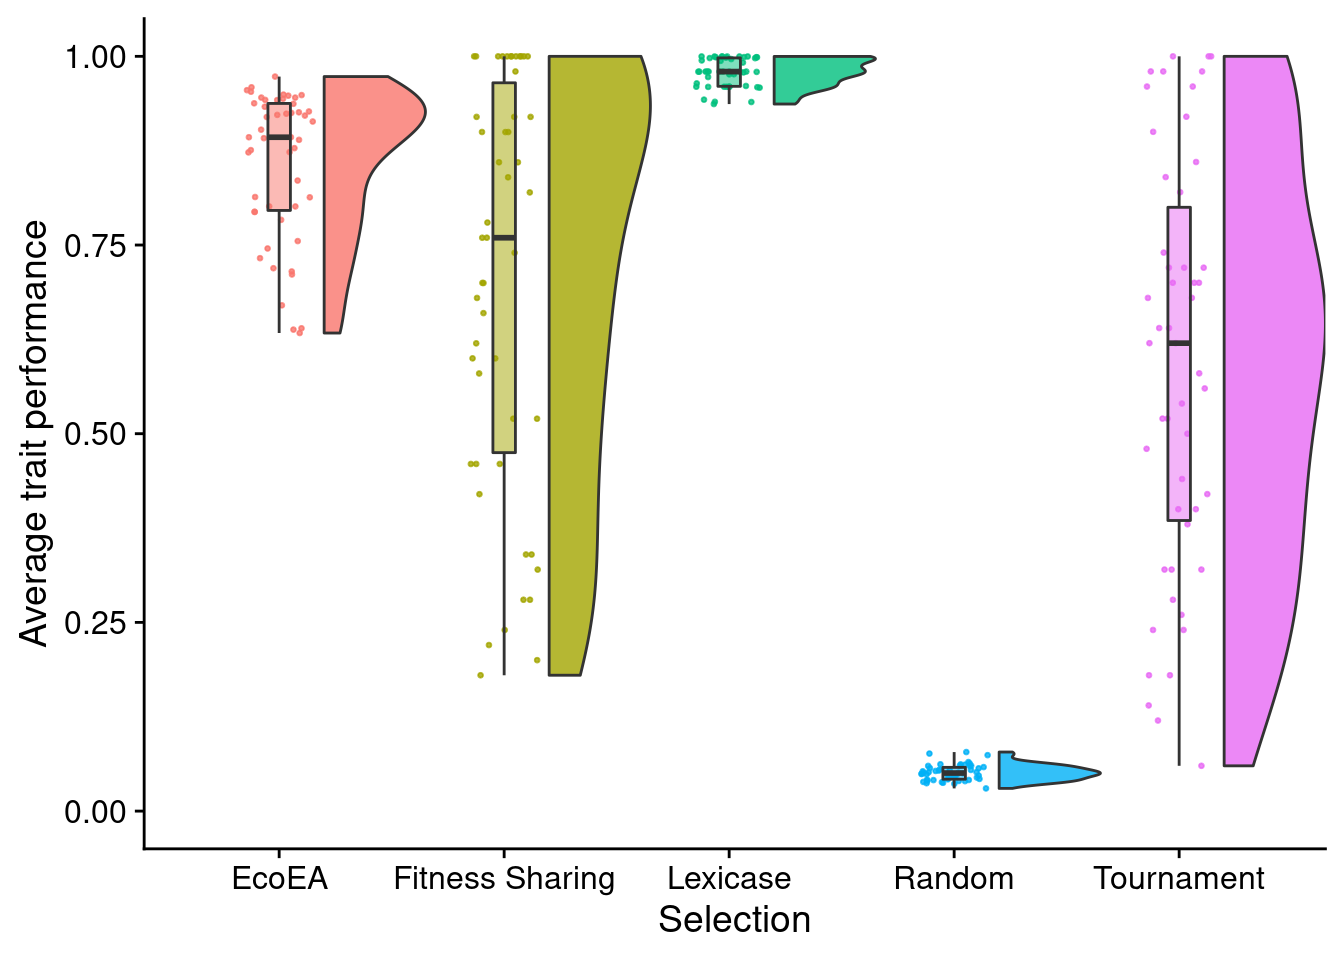 Average trait performance
1.00
0.75
0.50
0.25
0.00
EcoEA Fitness Sharing Lexicase Random Tournament
Selection